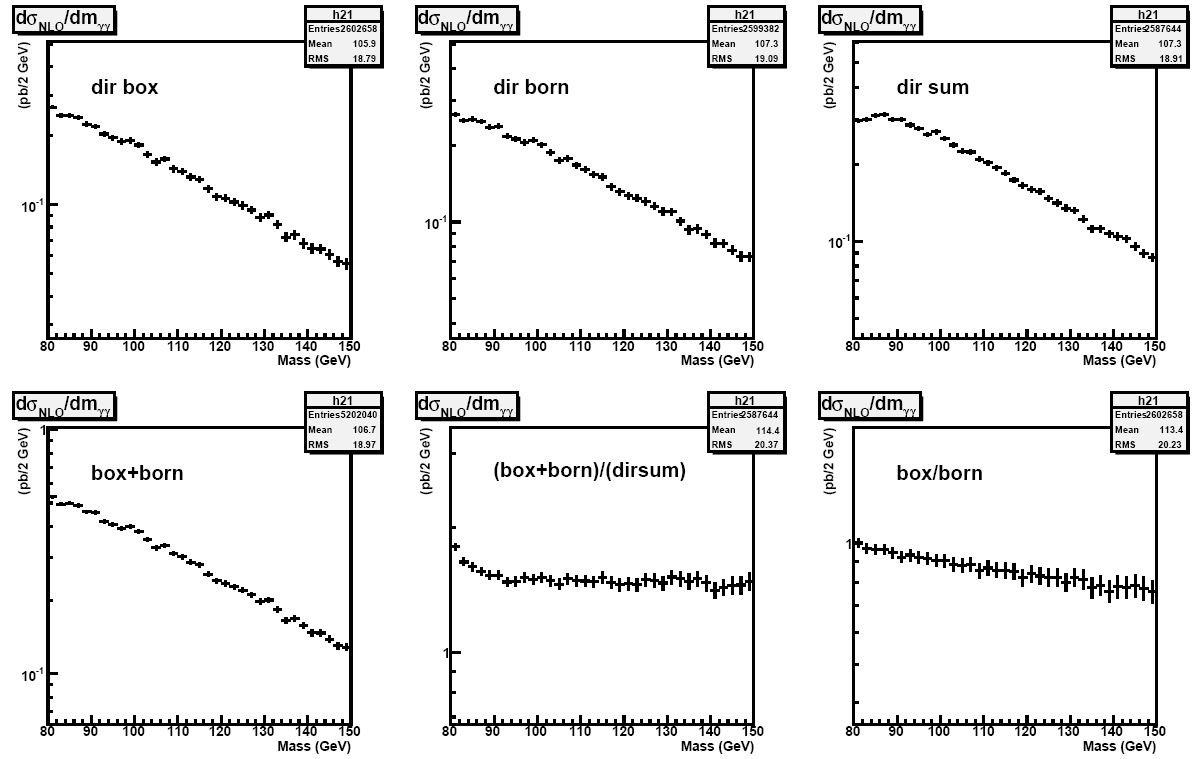 dσNLO/dmγγ
h21
Entries 2602658
Mean 105.9
RMS 18.79
(pb/2 GeV)
dir box
10-1
80 90 100 110 120 130 140 150
Mass (GeV)
dσNLO/dmγγ
h21
Entries 2599382
Mean 107.3
RMS 19.09
(pb/2 GeV)
dir born
10-1
80 90 100 110 120 130 140 150
Mass (GeV)
dσNLO/dmγγ
h21
Entries 2587644
Mean 107.3
RMS 18.91
(pb/2 GeV)
dir sum
10-1
80 90 100 110 120 130 140 150
Mass (GeV)
dσNLO/dmγγ
h21
Entries 5202040
Mean 106.7
RMS 18.97
1
(pb/2 GeV)
box+born
10-1
80 90 100 110 120 130 140 150
Mass (GeV)
dσNLO/dmγγ
h21
Entries 2587644
Mean 114.4
RMS 20.37
(pb/2 GeV)
(box+born)/(dirsum)
1
80 90 100 110 120 130 140 150
Mass (GeV)
dσNLO/dmγγ
h21
Entries 2602658
Mean 113.4
RMS 20.23
(pb/2 GeV)
box/born
1
80 90 100 110 120 130 140 150
Mass (GeV)